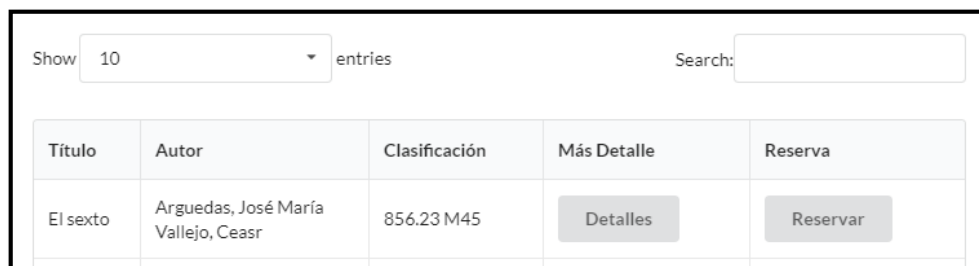 Show 10 entries Search:
Título Autor Clasificación Más Detalle Reserva
El sexto Arguedas, José María 856.23 M45 Detalles Reservar
Vallejo, Ceasr